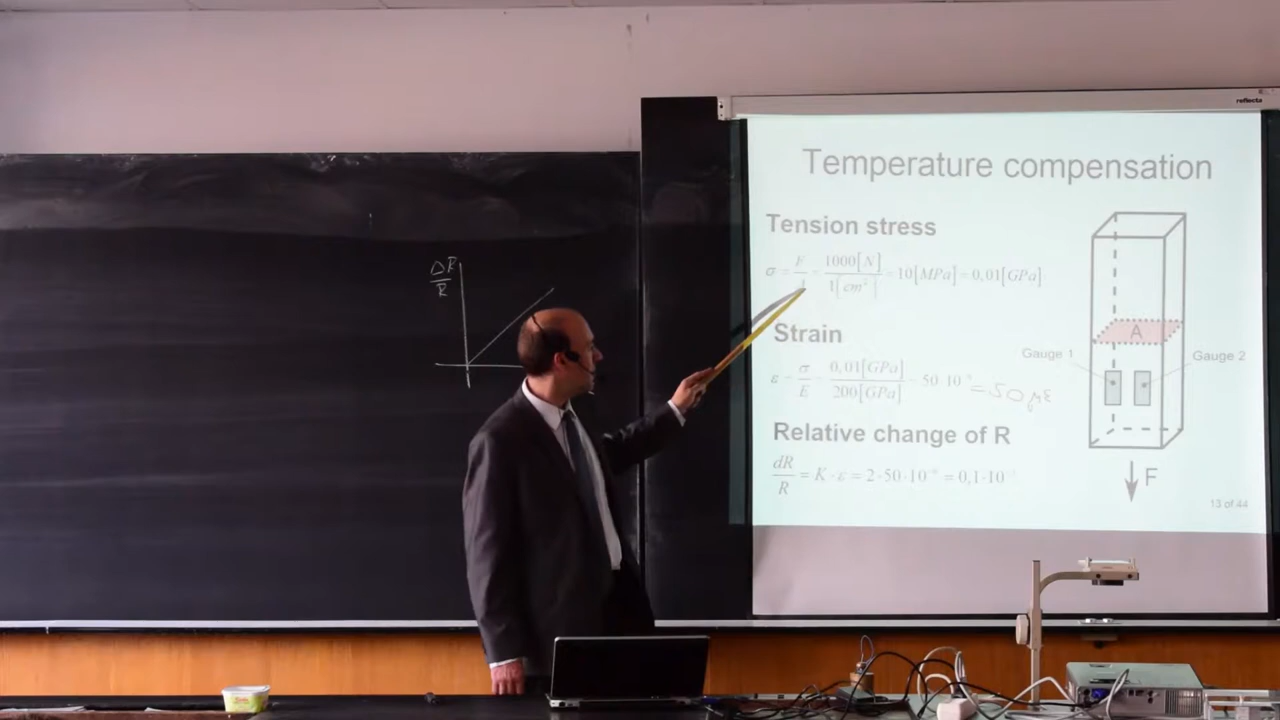 ΔR
R
reflecta
Temperature compensation
Tension stress
σ = F = 1000[N] = 10[MPa] = 0,01[GPa]
1[cm²]
Strain
ε = σ = 0,01[GPa] = 50·10 = 50με
E 200[GPa]
Gauge 1
Gauge 2
A
Relative change of R
dR = K·ε = 2·50·10⁻⁶ = 0,1·10
R
F
13 of 44